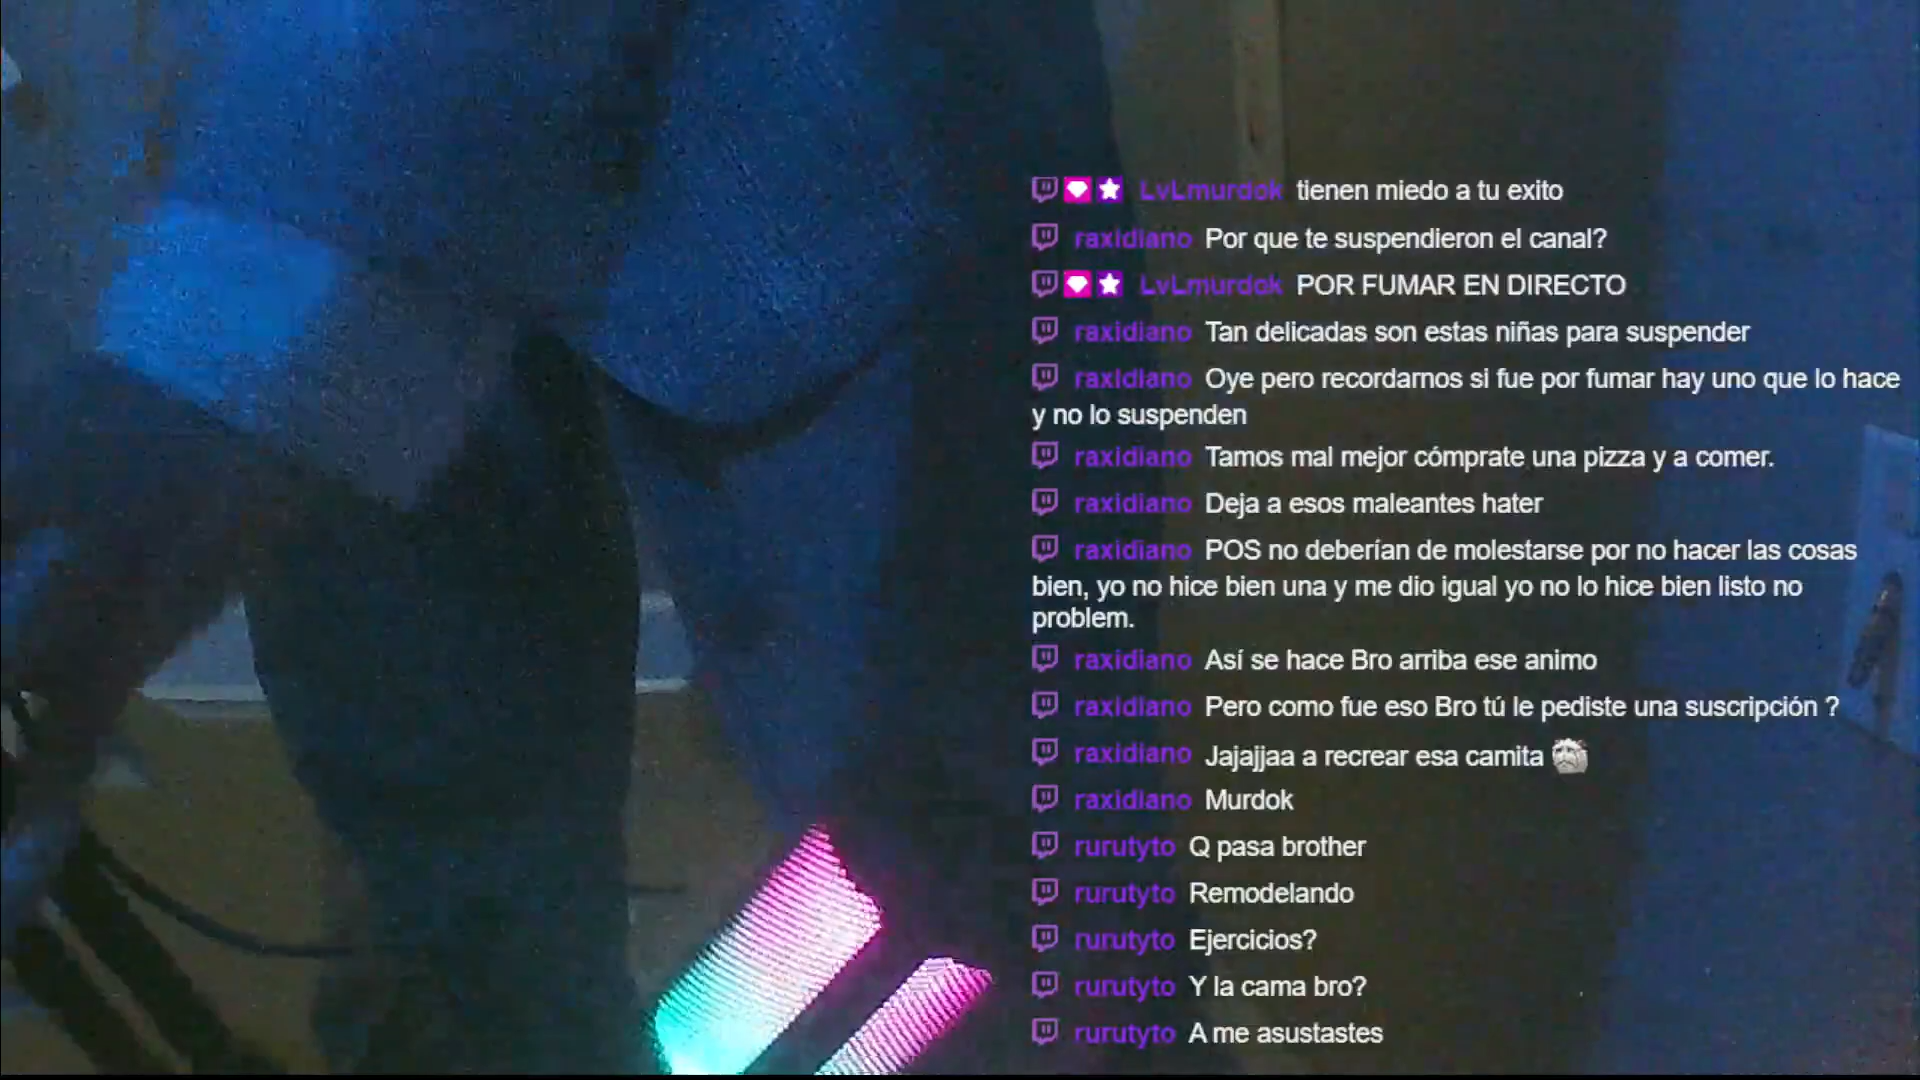 LvLmurdok tienen miedo a tu exito
raxidiano Por que te suspendieron el canal?
LvLmurdok POR FUMAR EN DIRECTO
raxidiano Tan delicadas son estas niñas para suspender
raxidiano Oye pero recordarnos si fue por fumar hay uno que lo hace
y no lo suspenden
raxidiano Tamos mal mejor cómprate una pizza y a comer.
raxidiano Deja a esos maleantes hater
raxidiano POS no deberían de molestarse por no hacer las cosas
bien, yo no hice bien una y me dio igual yo no lo hice bien listo no
problem.
raxidiano Así se hace Bro arriba ese animo
raxidiano Pero como fue eso Bro tú le pediste una suscripción ?
raxidiano Jajajjaa a recrear esa camita
raxidiano Murdok
rurutyto Q pasa brother
rurutyto Remodelando
rurutyto Ejercicios?
rurutyto Y la cama bro?
rurutyto A me asustastes